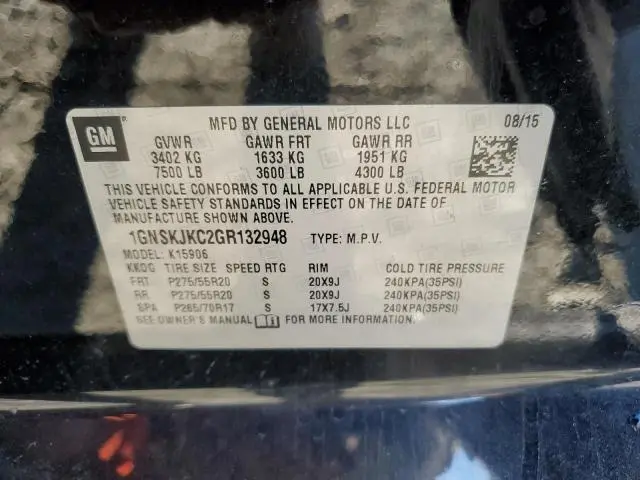 GM
MFD BY GENERAL MOTORS LLC 08/15
GVWR GAWR FRT GAWR RR
3402 KG 1633 KG 1951 KG
7500 LB 3600 LB 4300 LB
THIS VEHICLE CONFORMS TO ALL APPLICABLE U.S. FEDERAL MOTOR
VEHICLE SAFETY STANDARDS IN EFFECT ON THE DATE OF
MANUFACTURE SHOWN ABOVE.
1GNSKJKC2GR132948 TYPE: M.P.V.
MODEL: K15906
KKDG TIRE SIZE SPEED RTG RIM COLD TIRE PRESSURE
FRT P275/55R20 S 20X9J 240KPA(35PSI)
RR P275/55R20 S 20X9J 240KPA(35PSI)
SPA P265/70R17 S 17X7.5J 240KPA(35PSI)
SEE OWNER'S MANUAL FOR MORE INFORMATION.